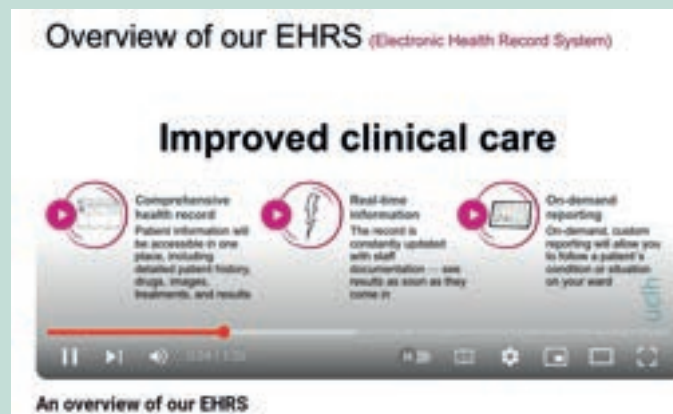 Overview of our EHRS (Electronic Health Record System)
Improved clinical care
Comprehensive
health record
Patient information will
be accessible in one
place, including
detailed patient history,
drugs, images,
treatments, and results
Real-time
information
The record is
constantly updated
with staff
documentation — see
results as soon as they
come in
On-demand
reporting
On-demand, custom
reporting will allow you
to follow a patient's
condition or situation
on your ward
uclh
An overview of our EHRS